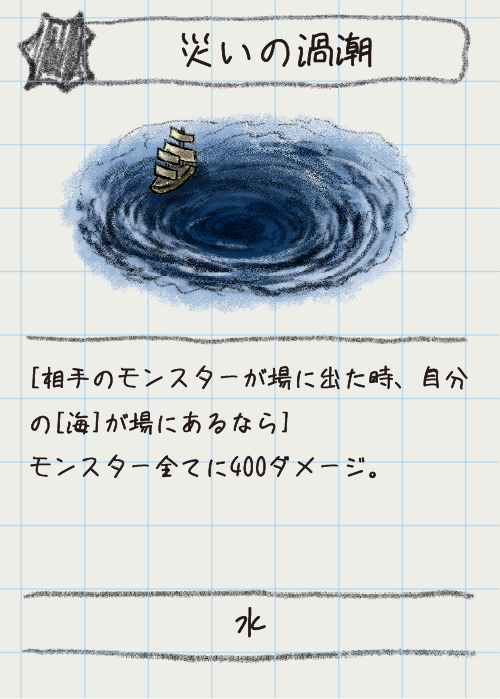 災いの渦潮
[相手のモンスターが場に出た時、自分
の[海]が場にあるなら]
モンスター全てに400ダメージ。
水